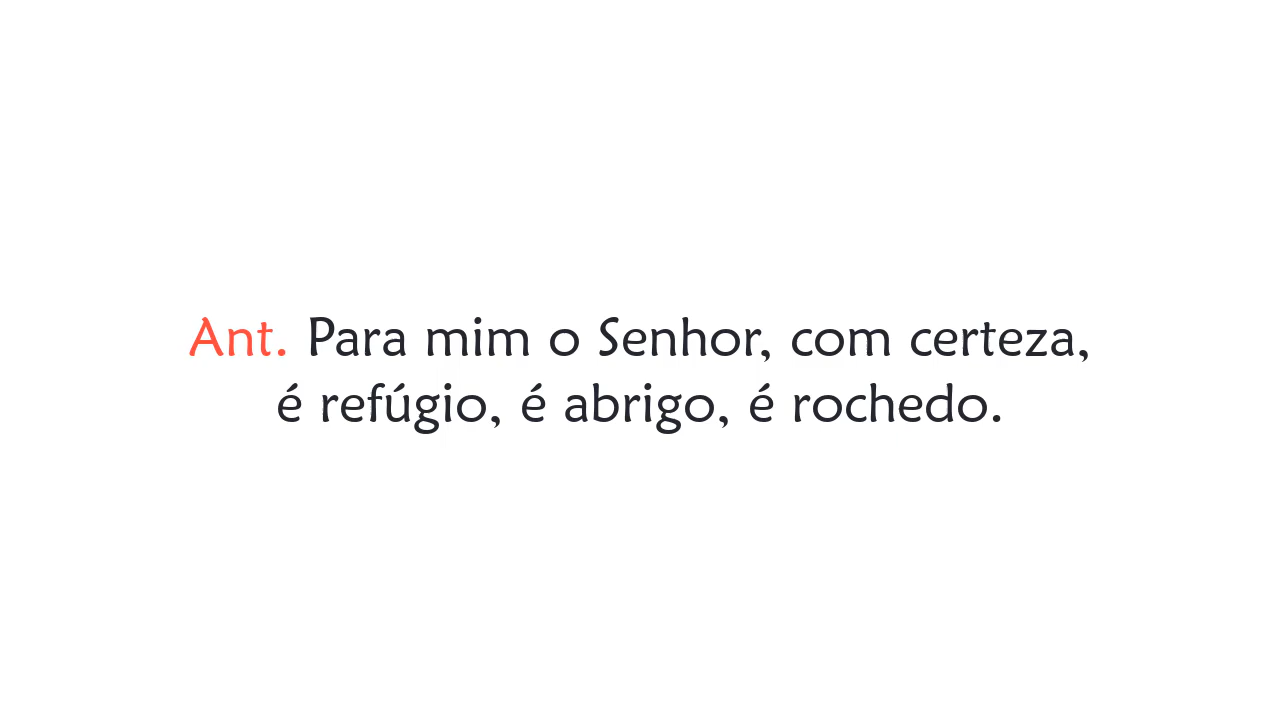 Ant. Para mim o Senhor, com certeza,
é refúgio, é abrigo, é rochedo.